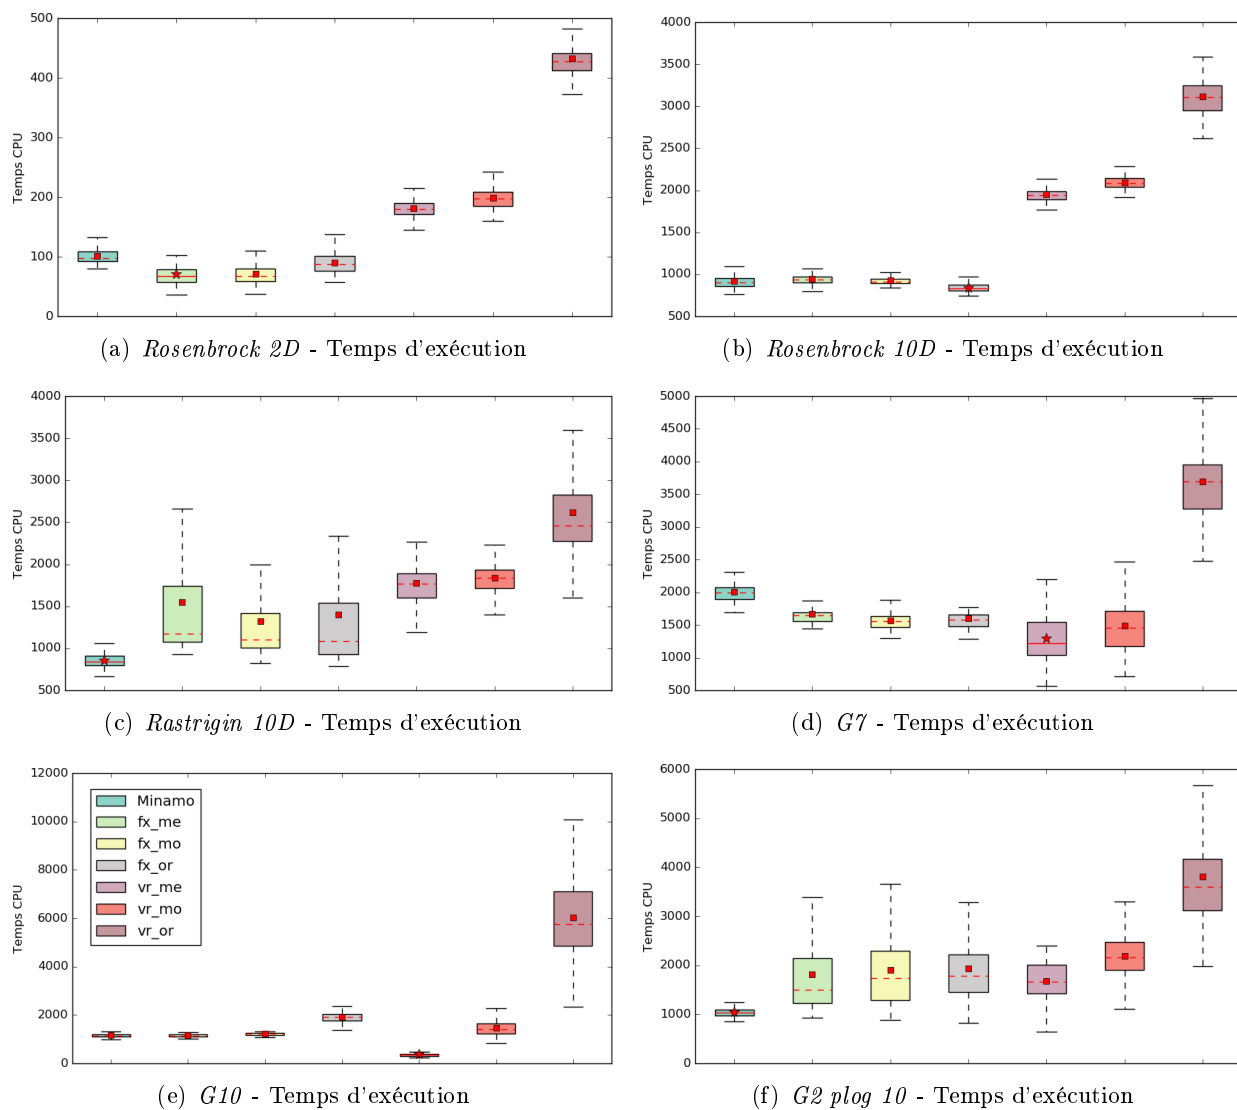 500
400
300
200
100
0
Temps CPU
(a) Rosenbrock 2D - Temps d'exécution
4000
3500
3000
2500
2000
1500
1000
500
Temps CPU
(b) Rosenbrock 10D - Temps d'exécution
4000
3500
3000
2500
2000
1500
1000
500
Temps CPU
(c) Rastrigin 10D - Temps d'exécution
5000
4500
4000
3500
3000
2500
2000
1500
1000
500
Temps CPU
(d) G7 - Temps d'exécution
12000
10000
8000
6000
4000
2000
0
Temps CPU
Minamo
fx_me
fx_mo
fx_or
vr_me
vr_mo
vr_or
(e) G10 - Temps d'exécution
6000
5000
4000
3000
2000
1000
0
Temps CPU
(f) G2 plog 10 - Temps d'exécution